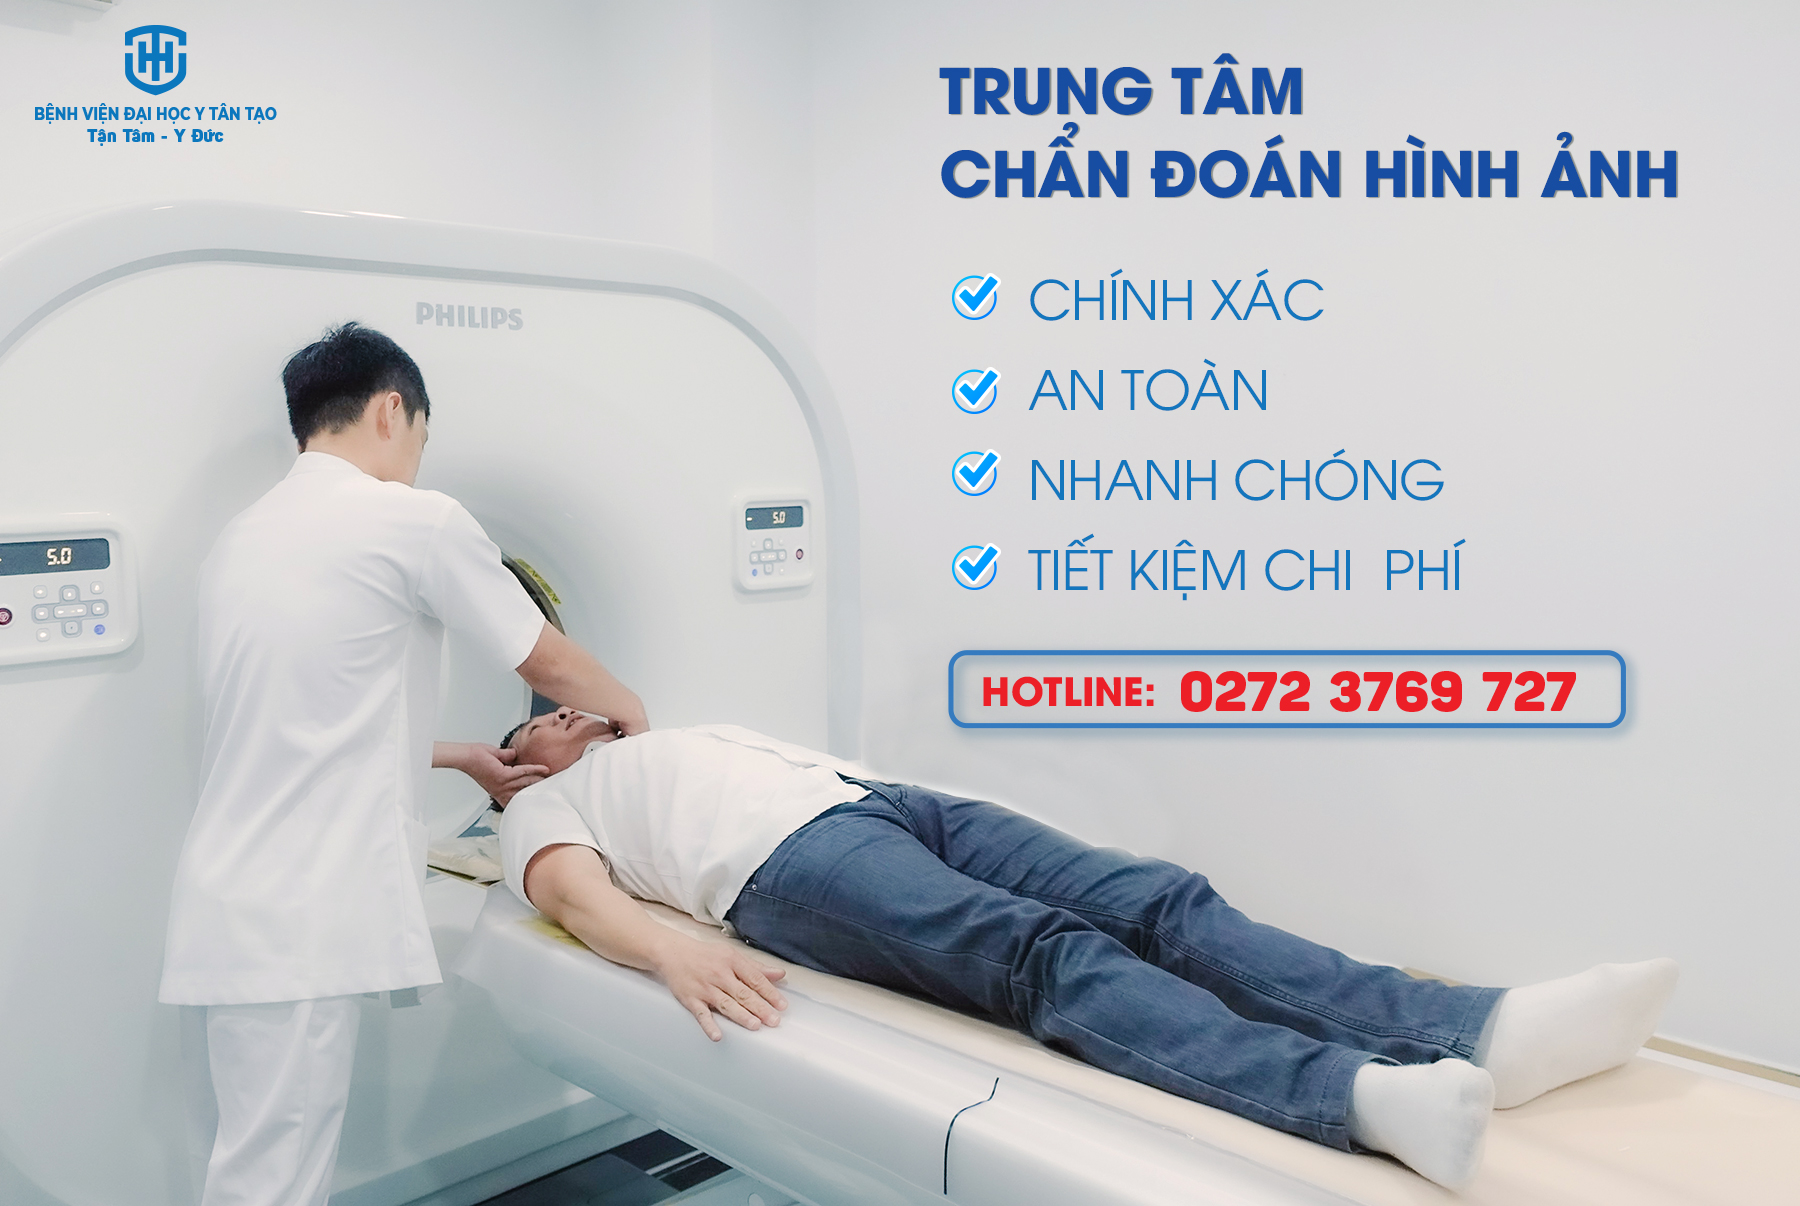 BỆNH VIỆN ĐẠI HỌC Y TÂN TẠO
Tận Tâm - Y Đức
TRUNG TÂM
CHẨN ĐOÁN HÌNH ẢNH
CHÍNH XÁC
AN TOÀN
NHANH CHÓNG
TIẾT KIỆM CHI PHÍ
HOTLINE: 0272 3769 727
PHILIPS
5.0
5.0